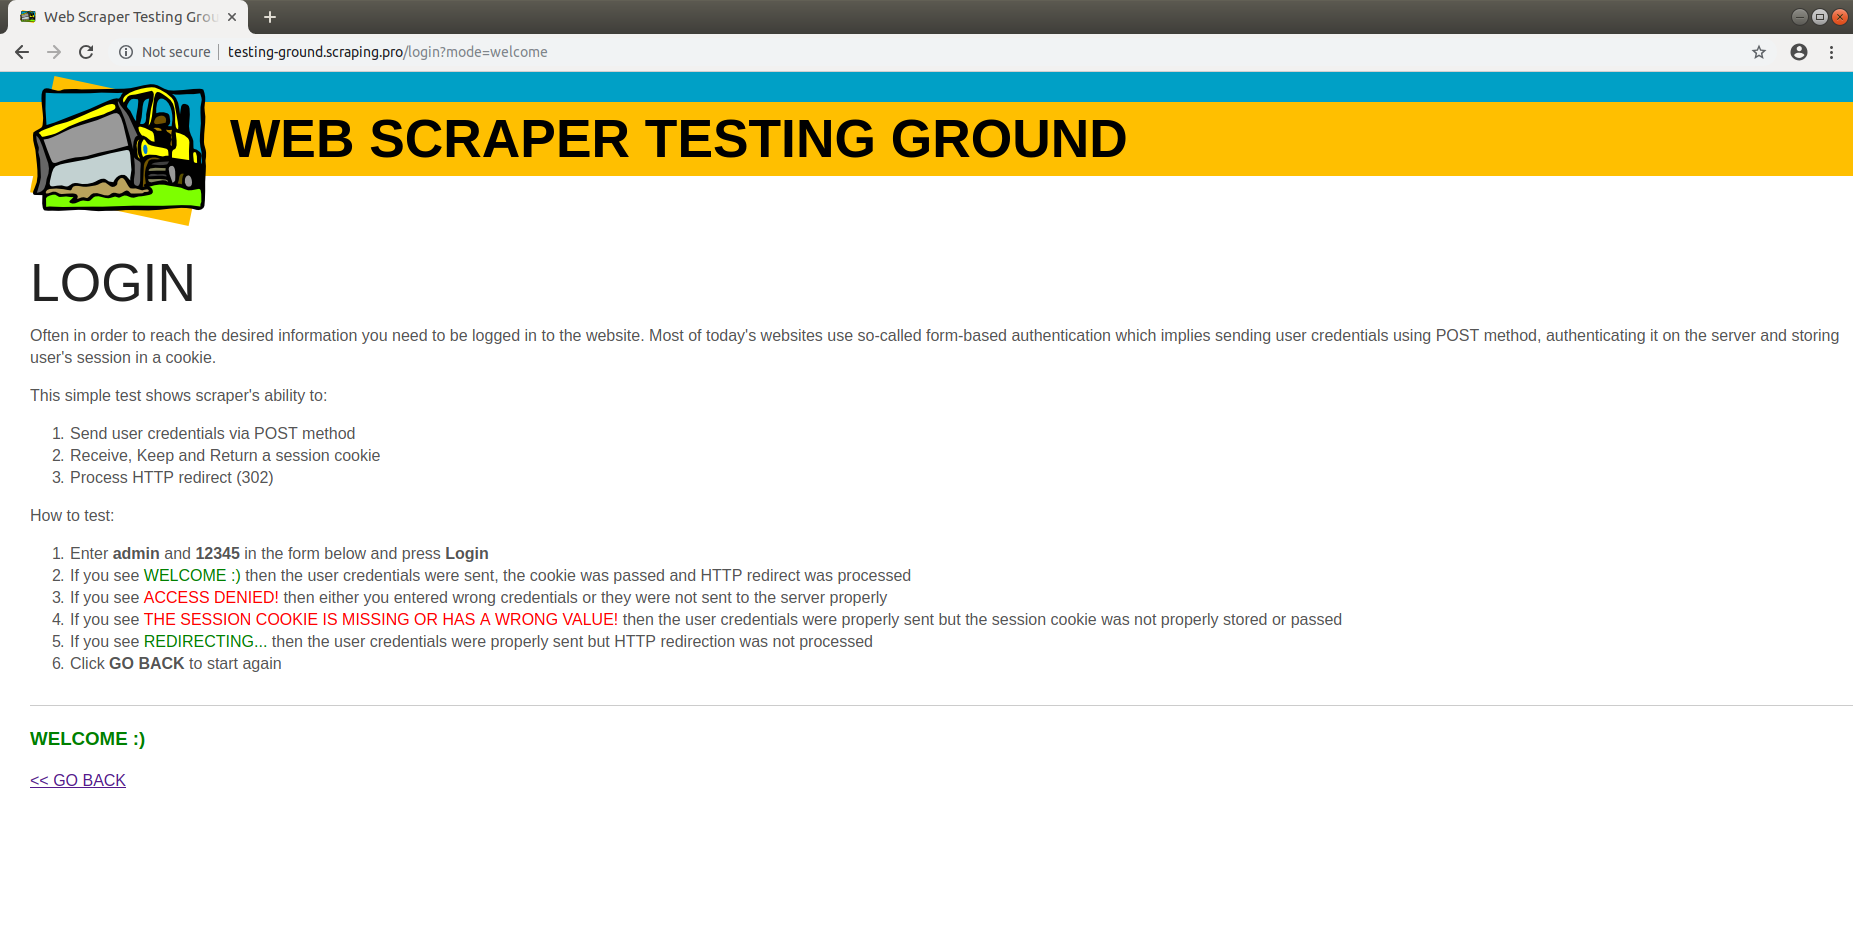 Web Scraper Testing Grou
Not secure | testing-ground.scraping.pro/login?mode=welcome
WEB SCRAPER TESTING GROUND
LOGIN
Often in order to reach the desired information you need to be logged in to the website. Most of today's websites use so-called form-based authentication which implies sending user credentials using POST method, authenticating it on the server and storing
user's session in a cookie.
This simple test shows scraper's ability to:
1. Send user credentials via POST method
2. Receive, Keep and Return a session cookie
3. Process HTTP redirect (302)
How to test:
1. Enter admin and 12345 in the form below and press Login
2. If you see WELCOME :) then the user credentials were sent, the cookie was passed and HTTP redirect was processed
3. If you see ACCESS DENIED! then either you entered wrong credentials or they were not sent to the server properly
4. If you see THE SESSION COOKIE IS MISSING OR HAS A WRONG VALUE! then the user credentials were properly sent but the session cookie was not properly stored or passed
5. If you see REDIRECTING... then the user credentials were properly sent but HTTP redirection was not processed
6. Click GO BACK to start again
WELCOME :)
<< GO BACK